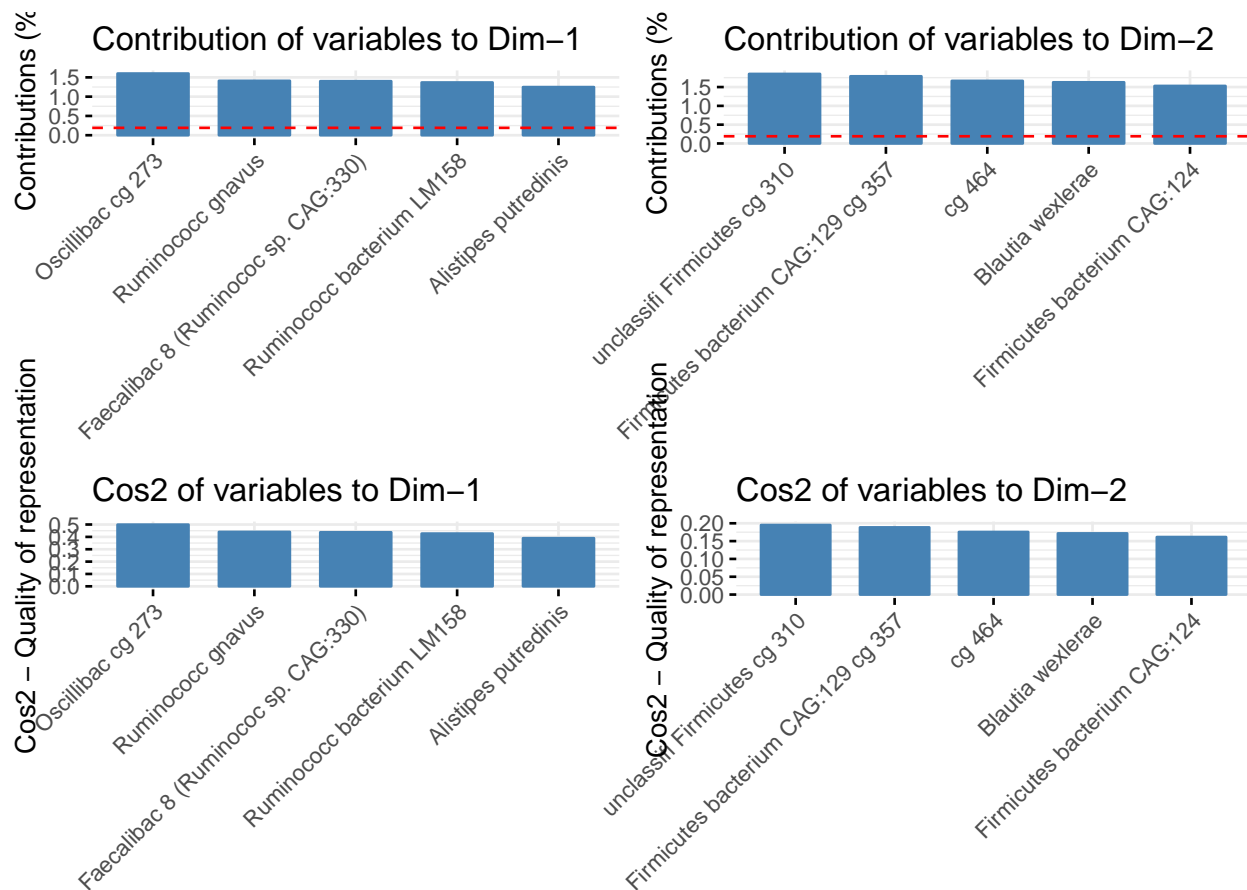 Contribution of variables to Dim−1
Contributions (%
1.5
1.0
0.5
0.0
Oscillibac cg 273
Ruminococc gnavus
Faecalibac 8 (Ruminococ sp. CAG:330)
Ruminococc bacterium LM158
Alistipes putredinis
Contribution of variables to Dim−2
Contributions (%
1.5
1.0
0.5
0.0
unclassifi Firmicutes cg 310
Firmicutes bacterium CAG:129 cg 357
cg 464
Blautia wexlerae
Firmicutes bacterium CAG:124
Cos2 of variables to Dim−1
Cos2 − Quality of representation
0.5
0.4
0.3
0.2
0.1
0.0
Oscillibac cg 273
Ruminococc gnavus
Faecalibac 8 (Ruminococ sp. CAG:330)
Ruminococc bacterium LM158
Alistipes putredinis
Cos2 of variables to Dim−2
Cos2 − Quality of representation
0.20
0.15
0.10
0.05
0.00
unclassifi Firmicutes cg 310
Firmicutes bacterium CAG:129 cg 357
cg 464
Blautia wexlerae
Firmicutes bacterium CAG:124